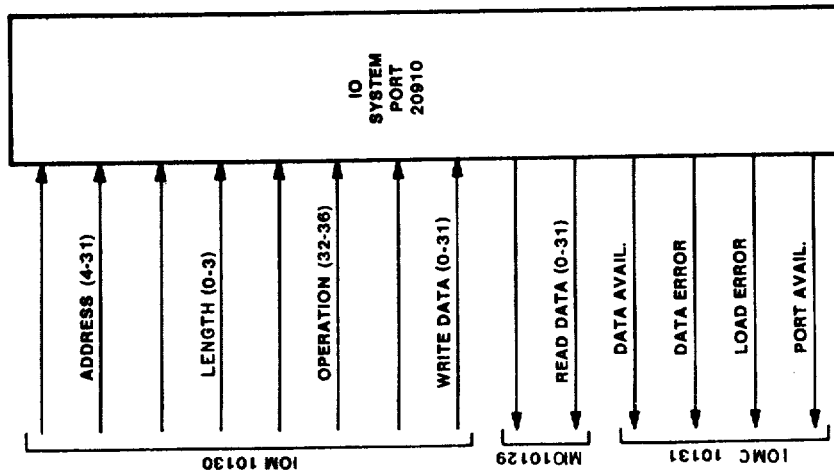 IO
SYSTEM
PORT
20910
ADDRESS (4-31)
LENGTH (0-3)
OPERATION (32-36)
WRITE DATA (0-31)
READ DATA (0-31)
DATA AVAIL.
DATA ERROR
LOAD ERROR
PORT AVAIL.
IOM 10130
MIO10129
IOMC 10131